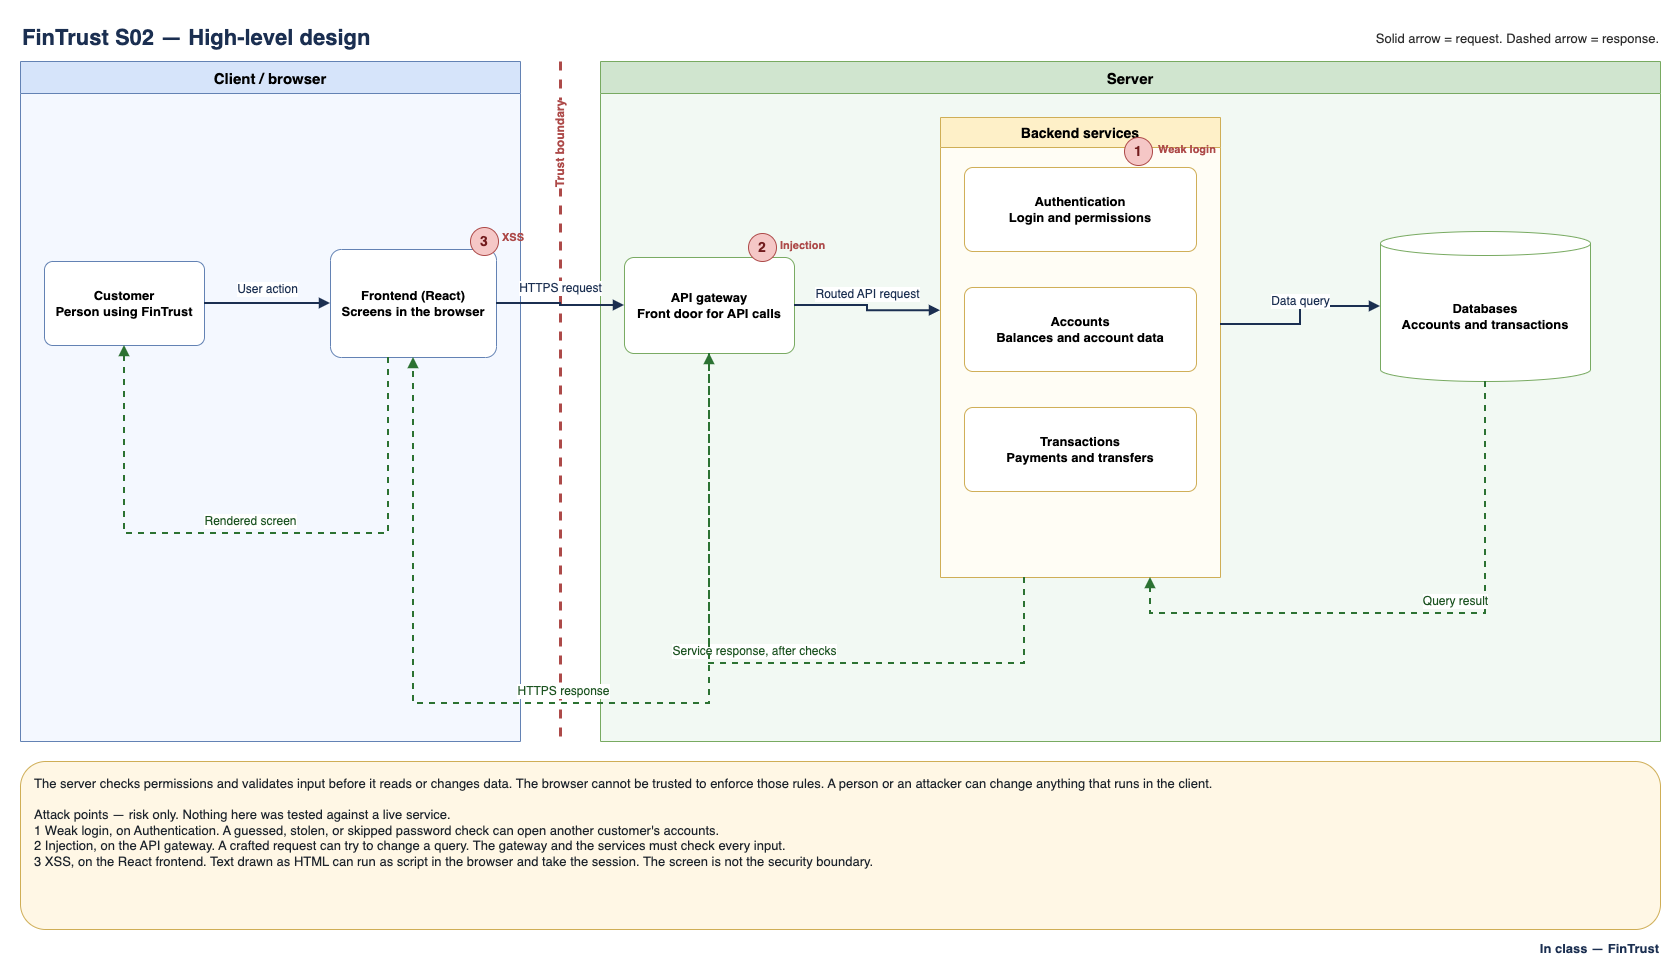 FinTrust S02 — High-level design
Solid arrow = request. Dashed arrow = response.
Client / browser
Trust boundary
Server
Backend services
1
Weak login
Authentication
Login and permissions
3
XSS
2
Injection
Customer
Person using FinTrust
User action
Frontend (React)
Screens in the browser
HTTPS request
API gateway
Front door for API calls
Routed API request
Accounts
Balances and account data
Data query
Databases
Accounts and transactions
Transactions
Payments and transfers
Rendered screen
Query result
Service response, after checks
HTTPS response
The server checks permissions and validates input before it reads or changes data. The browser cannot be trusted to enforce those rules. A person or an attacker can change anything that runs in the client.
Attack points — risk only. Nothing here was tested against a live service.
1 Weak login, on Authentication. A guessed, stolen, or skipped password check can open another customer's accounts.
2 Injection, on the API gateway. A crafted request can try to change a query. The gateway and the services must check every input.
3 XSS, on the React frontend. Text drawn as HTML can run as script in the browser and take the session. The screen is not the security boundary.
In class — FinTrust